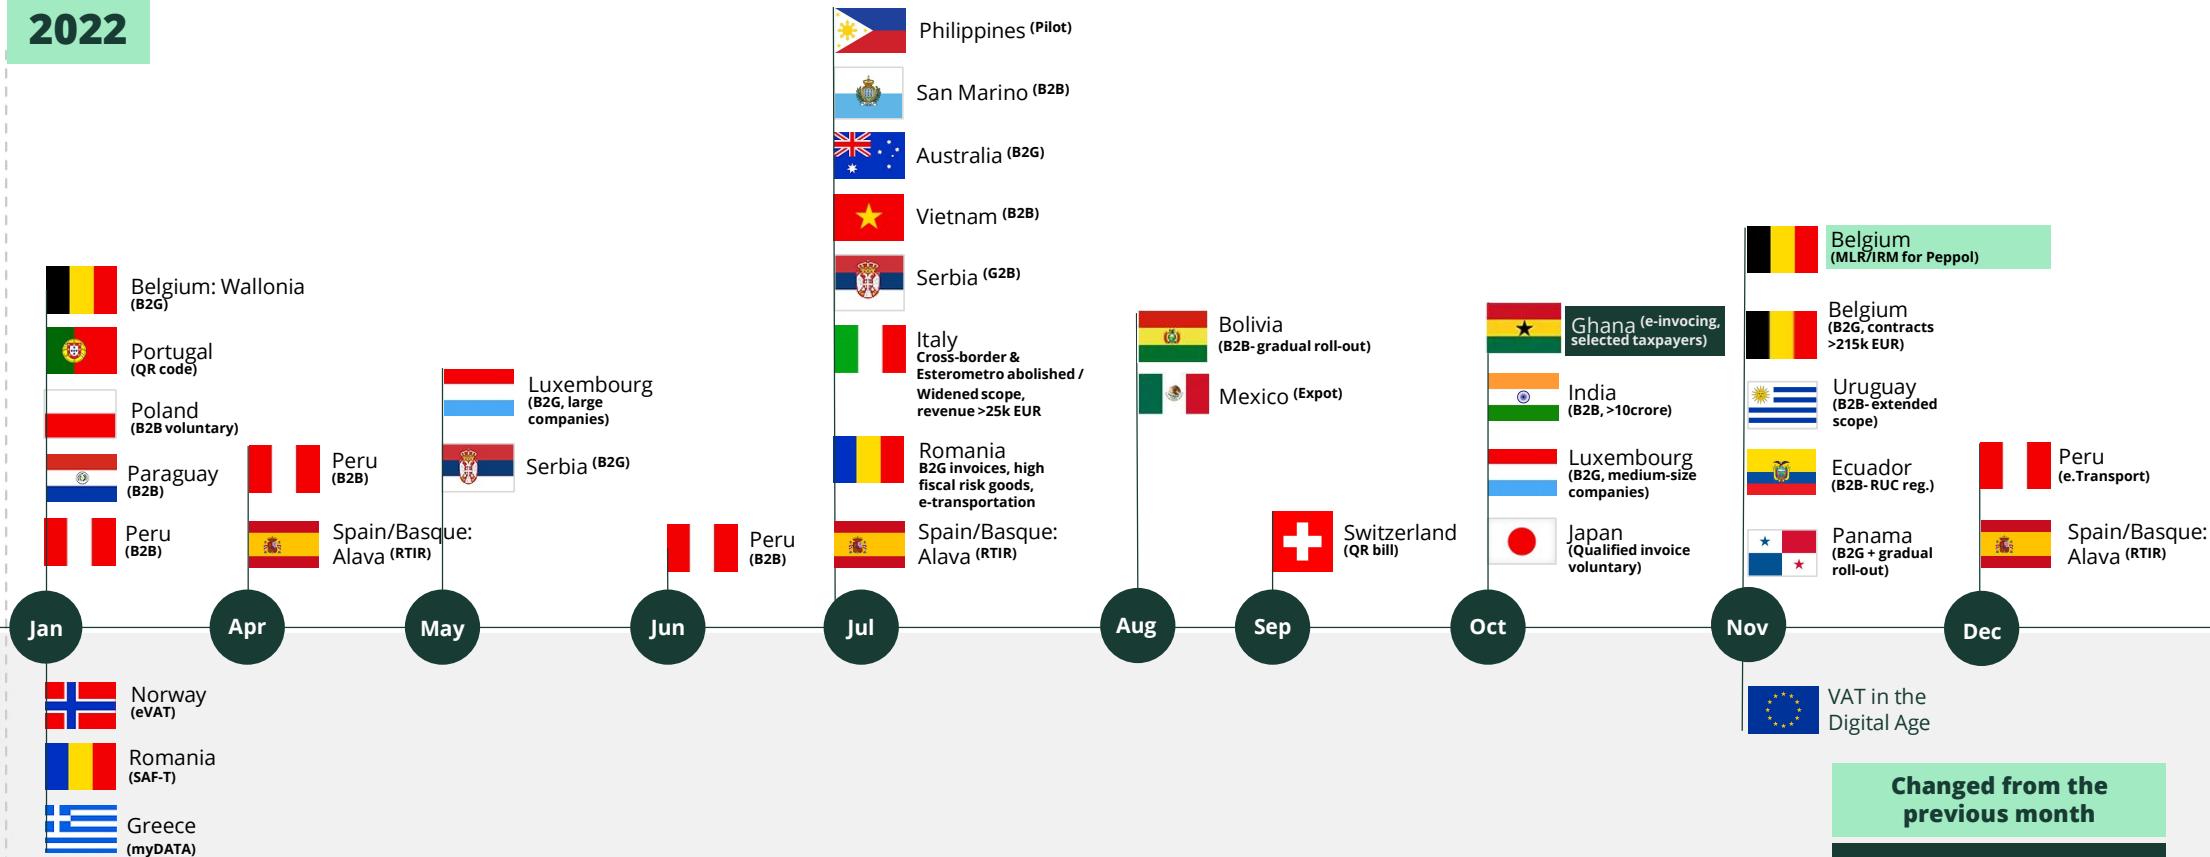 2022
Belgium: Wallonia
(B2G)
Portugal
(QR code)
Poland
(B2B voluntary)
Paraguay
(B2B)
Peru
(B2B)
Jan
Norway
(eVAT)
Romania
(SAF-T)
Greece
(myDATA)
Peru
(B2B)
Spain/Basque:
Alava (RTIR)
Apr
Luxembourg
(B2G, large
companies)
Serbia (B2G)
May
Peru
(B2B)
Jun
Philippines (Pilot)
San Marino (B2B)
Australia (B2G)
Vietnam (B2B)
Serbia (G2B)
Italy
Cross-border &
Esterometro abolished /
Widened scope,
revenue >25k EUR
Romania
B2G invoices, high
fiscal risk goods,
e-transportation
Spain/Basque:
Alava (RTIR)
Jul
Bolivia
(B2B- gradual roll-out)
Mexico (Expot)
Aug
Switzerland
(QR bill)
Sep
Ghana (e-invocing,
selected taxpayers)
India
(B2B, >10crore)
Luxembourg
(B2G, medium-size
companies)
Japan
(Qualified invoice
voluntary)
Oct
Belgium
(MLR/IRM for Peppol)
Belgium
(B2G, contracts
>215k EUR)
Uruguay
(B2B- extended
scope)
Ecuador
(B2B- RUC reg.)
Panama
(B2G + gradual
roll-out)
Nov
VAT in the
Digital Age
Peru
(e.Transport)
Spain/Basque:
Alava (RTIR)
Dec
Changed from the
previous month